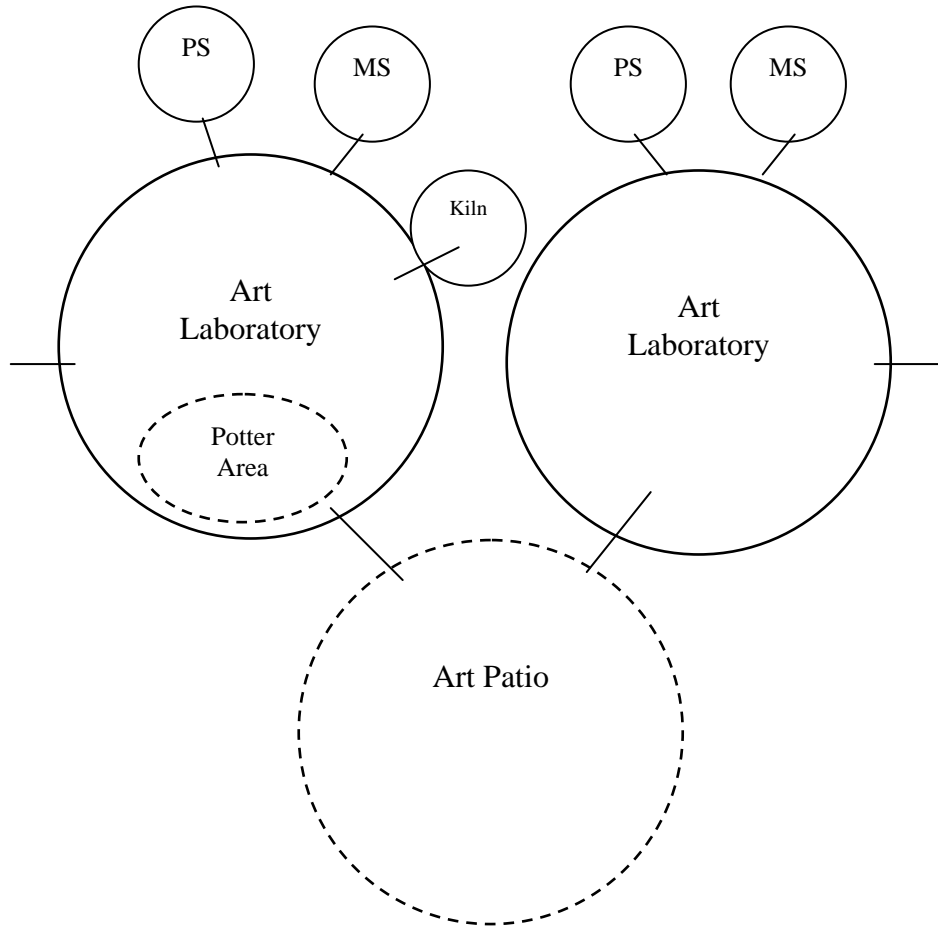 PS
MS
PS
MS
Kiln
Art
Laboratory
Art
Laboratory
Potter
Area
Art Patio